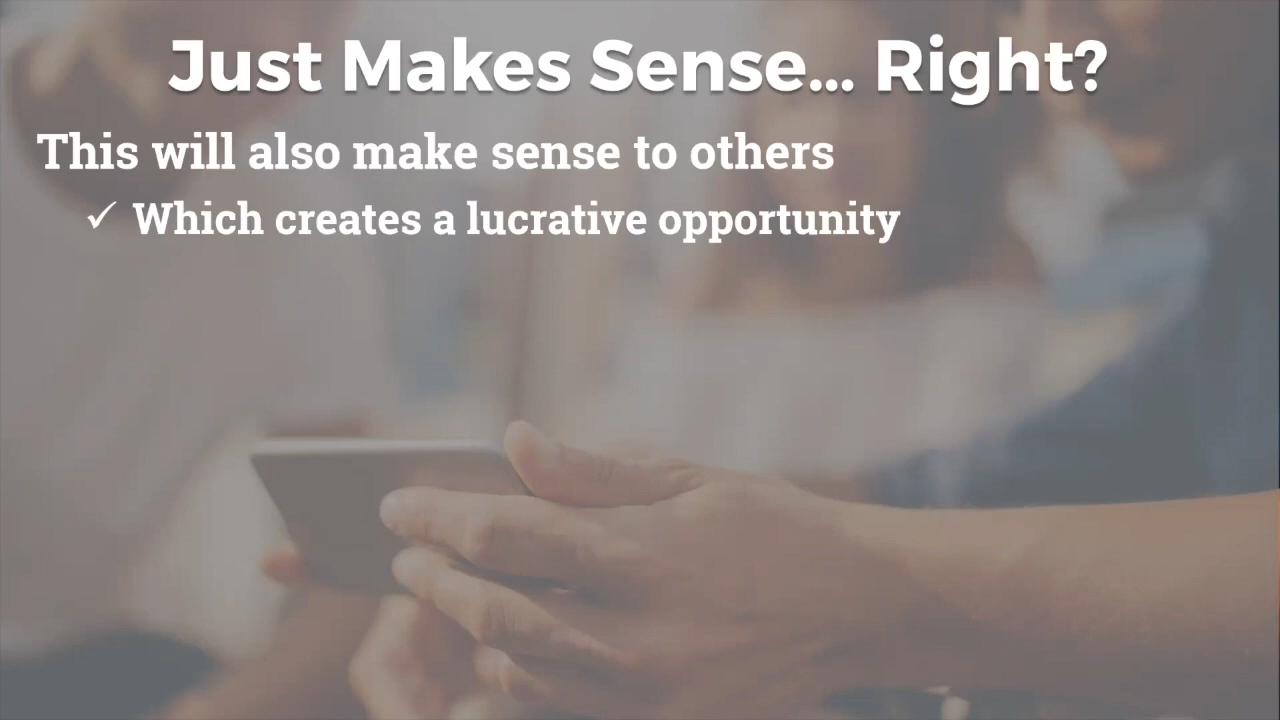 Just Makes Sense... Right?
This will also make sense to others
✓ Which creates a lucrative opportunity